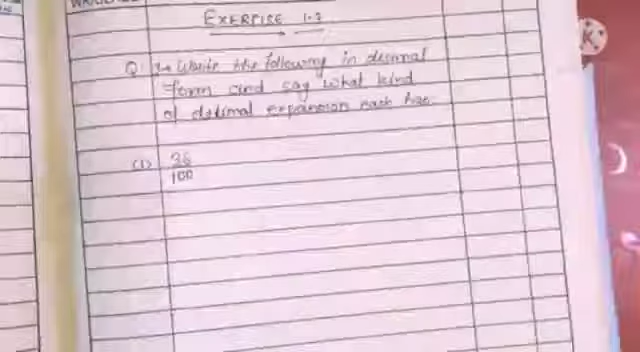 EXERCISE 1.3
Q. 1 → Write the following in decimal
form and say what kind
of decimal expansion each has.
(1) 36
100
K